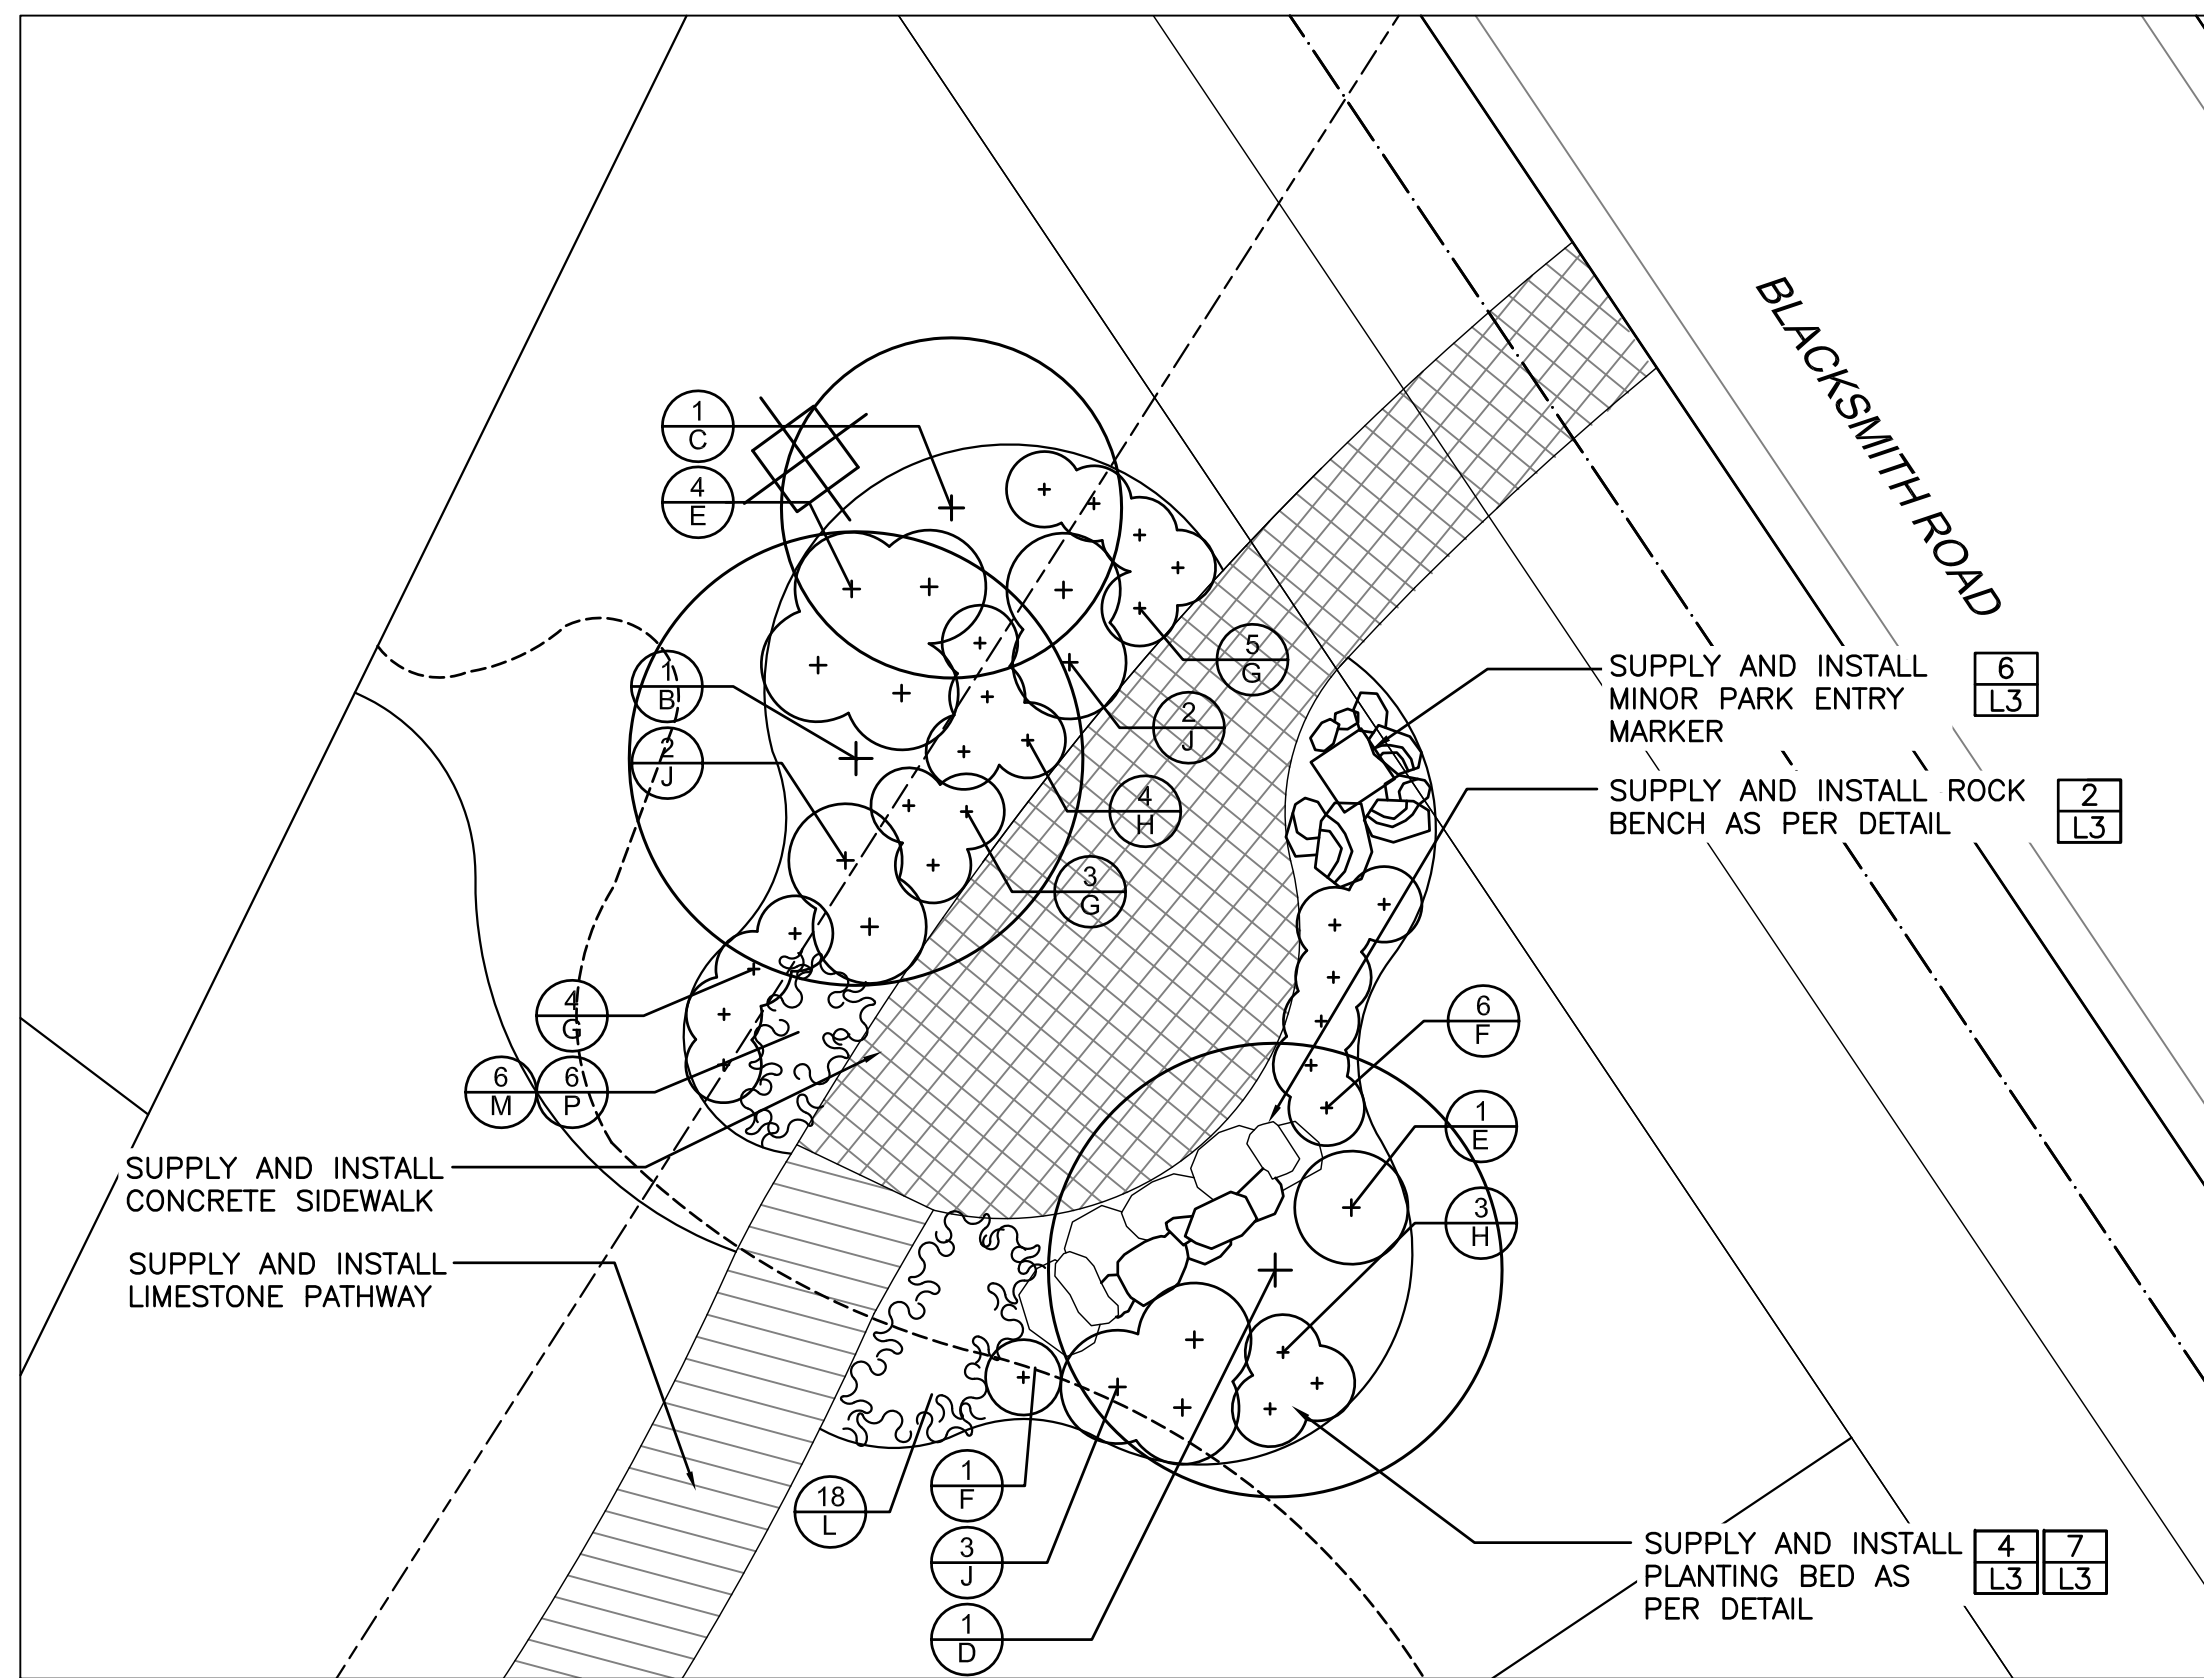 BLACKSMITH ROAD
1
C
4
E
1
B
2
J
5
G
2
J
4
H
3
G
SUPPLY AND INSTALL
MINOR PARK ENTRY
MARKER
6
L3
SUPPLY AND INSTALL ROCK
BENCH AS PER DETAIL
2
L3
4
G
6
M
6
P
6
F
1
E
3
H
SUPPLY AND INSTALL
CONCRETE SIDEWALK
SUPPLY AND INSTALL
LIMESTONE PATHWAY
18
L
1
F
3
J
1
D
SUPPLY AND INSTALL
PLANTING BED AS
PER DETAIL
4
L3
7
L3